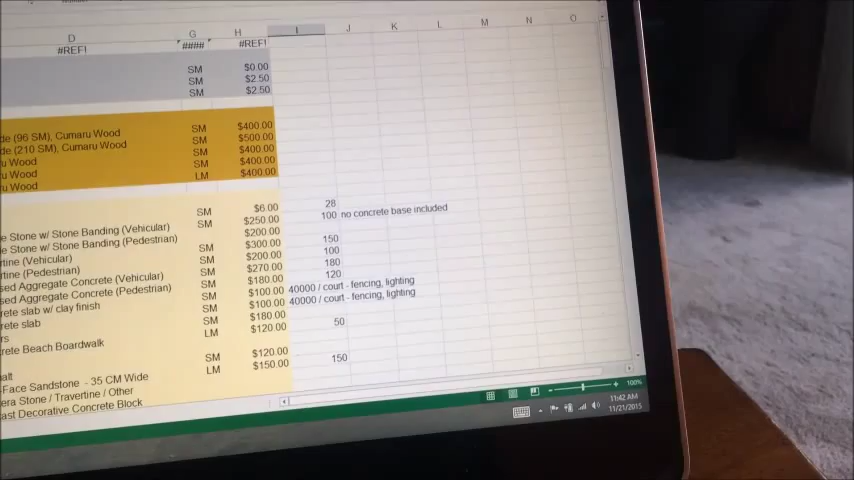 D G H I J K L M N O
#REF! #### #REF!
SM $0.00
SM $2.50
SM $2.50
de (96 SM), Cumaru Wood SM $400.00
de (210 SM), Cumaru Wood SM $500.00
u Wood SM $400.00
ru Wood SM $400.00
u Wood LM $400.00
SM $6.00 28
e Stone w/ Stone Banding (Vehicular) SM $250.00 100 no concrete base included
e Stone w/ Stone Banding (Pedestrian) $200.00
rtine (Vehicular) SM $300.00 150
tine (Pedestrian) SM $200.00 100
sed Aggregate Concrete (Vehicular) SM $270.00 180
sed Aggregate Concrete (Pedestrian) SM $180.00 120
rete slab w/ clay finish SM $100.00 40000 / court - fencing, lighting
rete slab SM $100.00 40000 / court - fencing, lighting
rs SM $180.00
rete Beach Boardwalk LM $120.00 50
alt SM $120.00
-Face Sandstone - 35 CM Wide LM $150.00 150
era Stone / Travertine / Other
ast Decorative Concrete Block
100%
11:42 AM
11/21/2015